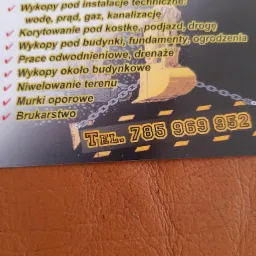 Wykopy pod instalacje techniczne:
wodę, prąd, gaz, kanalizację
Korytowanie pod kostkę, podjazd, drogę
Wykopy pod budynki, fundamenty, ogrodzenia
Prace odwodnieniowe, drenaże
Wykopy około budynkowe
Niwelowanie terenu
Murki oporowe
Brukarstwo
TEL. 785 969 952